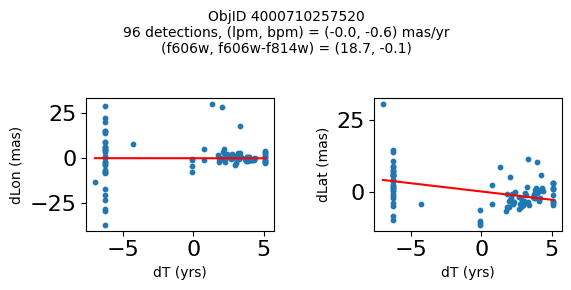 ObjID 4000710257520
96 detections, (lpm, bpm) = (-0.0, -0.6) mas/yr
(f606w, f606w-f814w) = (18.7, -0.1)
dLon (mas)
25
0
−25
−5
0
5
dT (yrs)
dLat (mas)
25
0
−5
0
5
dT (yrs)